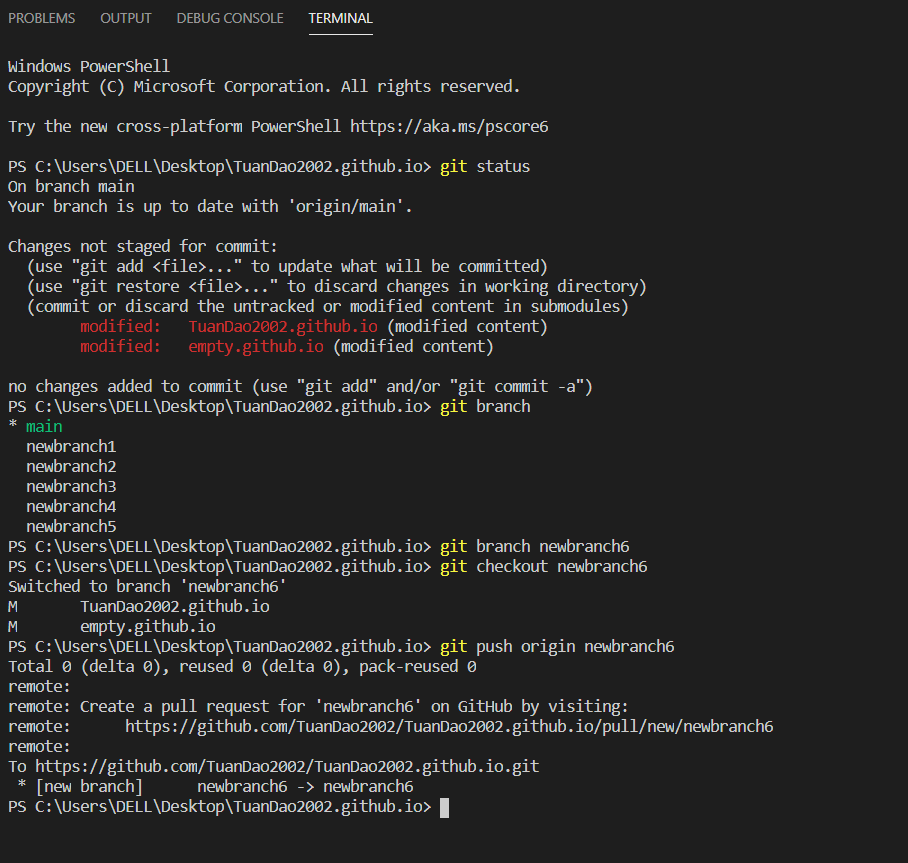 PROBLEMS OUTPUT DEBUG CONSOLE TERMINAL
Windows PowerShell
Copyright (C) Microsoft Corporation. All rights reserved.
Try the new cross-platform PowerShell https://aka.ms/pscore6
PS C:\Users\DELL\Desktop\TuanDao2002.github.io> git status
On branch main
Your branch is up to date with 'origin/main'.
Changes not staged for commit:
  (use "git add <file>..." to update what will be committed)
  (use "git restore <file>..." to discard changes in working directory)
  (commit or discard the untracked or modified content in submodules)
        modified:   TuanDao2002.github.io (modified content)
        modified:   empty.github.io (modified content)
no changes added to commit (use "git add" and/or "git commit -a")
PS C:\Users\DELL\Desktop\TuanDao2002.github.io> git branch
* main
  newbranch1
  newbranch2
  newbranch3
  newbranch4
  newbranch5
PS C:\Users\DELL\Desktop\TuanDao2002.github.io> git branch newbranch6
PS C:\Users\DELL\Desktop\TuanDao2002.github.io> git checkout newbranch6
Switched to branch 'newbranch6'
M       TuanDao2002.github.io
M       empty.github.io
PS C:\Users\DELL\Desktop\TuanDao2002.github.io> git push origin newbranch6
Total 0 (delta 0), reused 0 (delta 0), pack-reused 0
remote:
remote: Create a pull request for 'newbranch6' on GitHub by visiting:
remote:      https://github.com/TuanDao2002/TuanDao2002.github.io/pull/new/newbranch6
remote:
To https://github.com/TuanDao2002/TuanDao2002.github.io.git
 * [new branch]      newbranch6 -> newbranch6
PS C:\Users\DELL\Desktop\TuanDao2002.github.io>